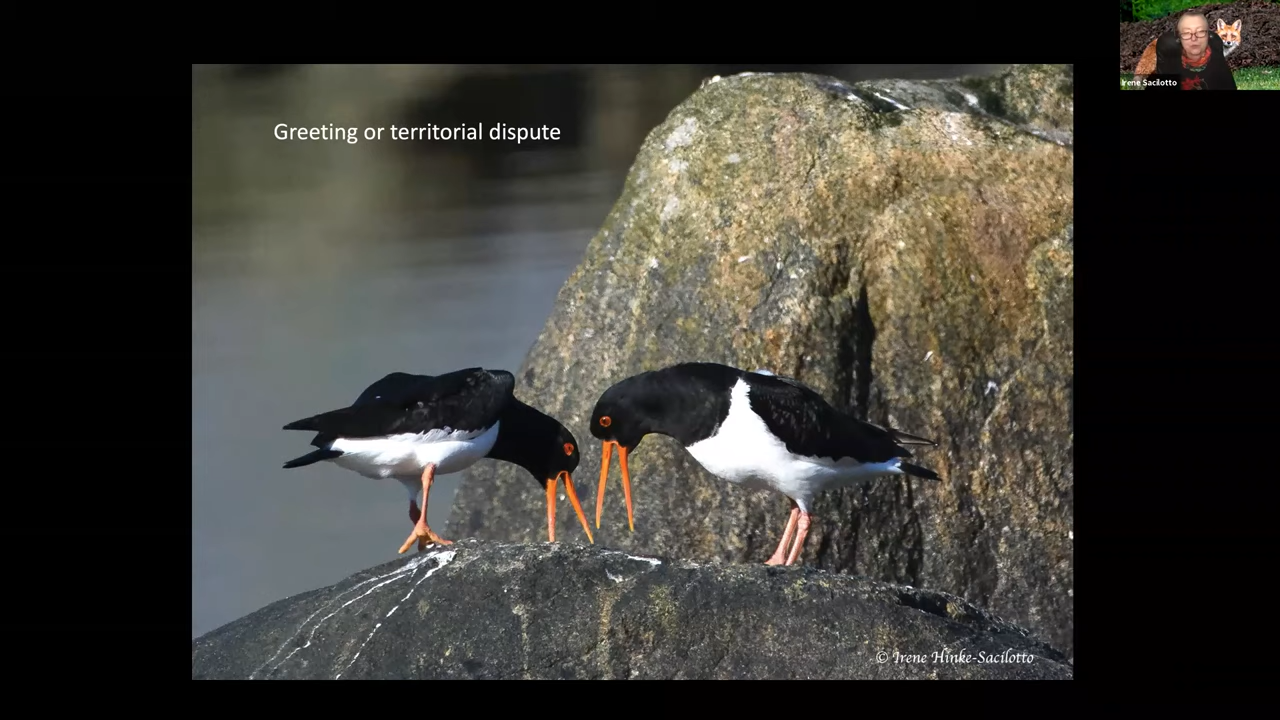 Greeting or territorial dispute
Irene Sacilotto
© Irene Hinke-Sacilotto